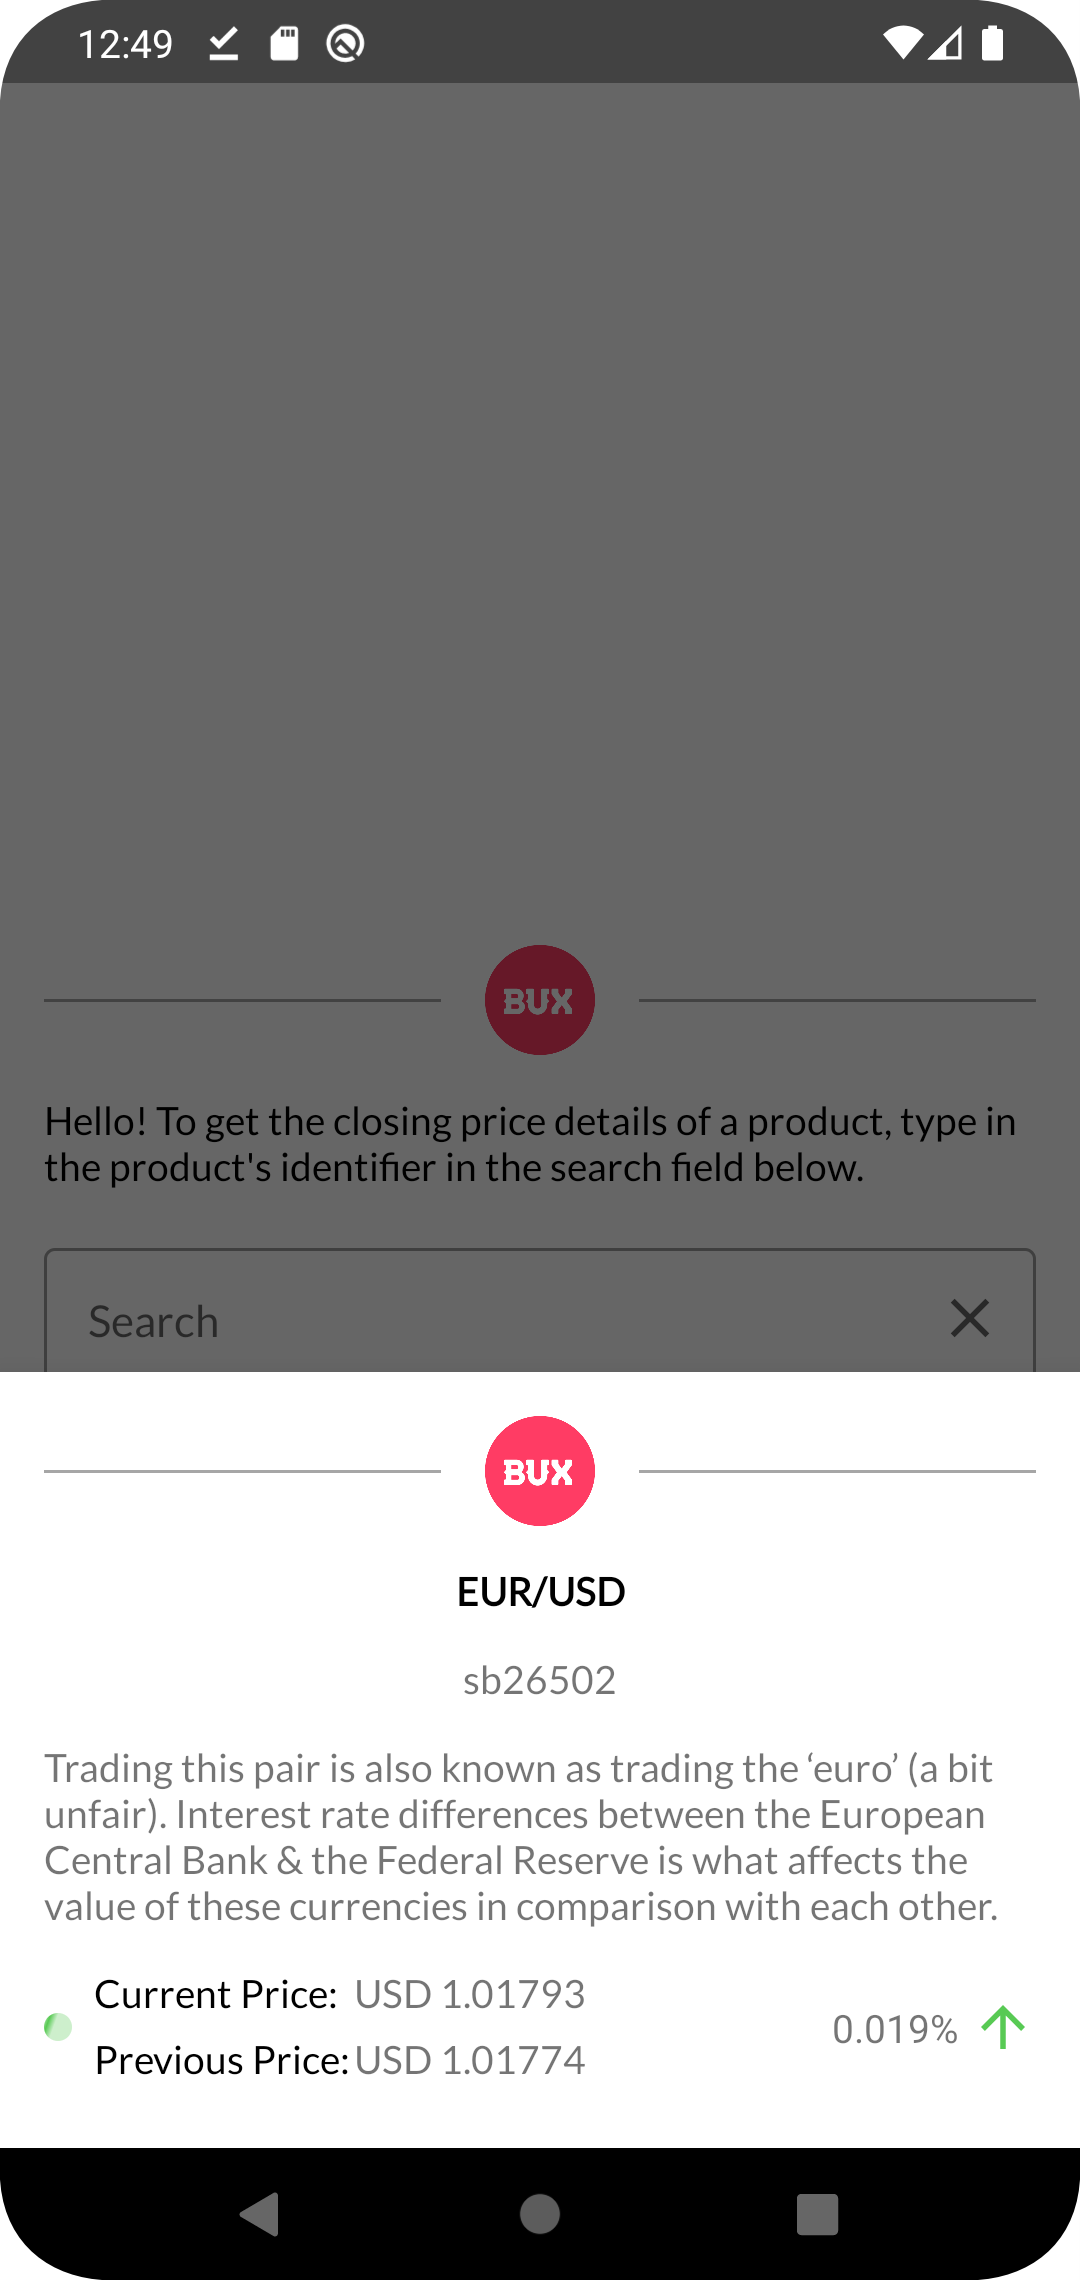 12:49
BUX
Hello! To get the closing price details of a product, type in
the product's identifier in the search field below.
Search
BUX
EUR/USD
sb26502
Trading this pair is also known as trading the ‘euro’ (a bit
unfair). Interest rate differences between the European
Central Bank & the Federal Reserve is what affects the
value of these currencies in comparison with each other.
Current Price: USD 1.01793
0.019%
Previous Price: USD 1.01774